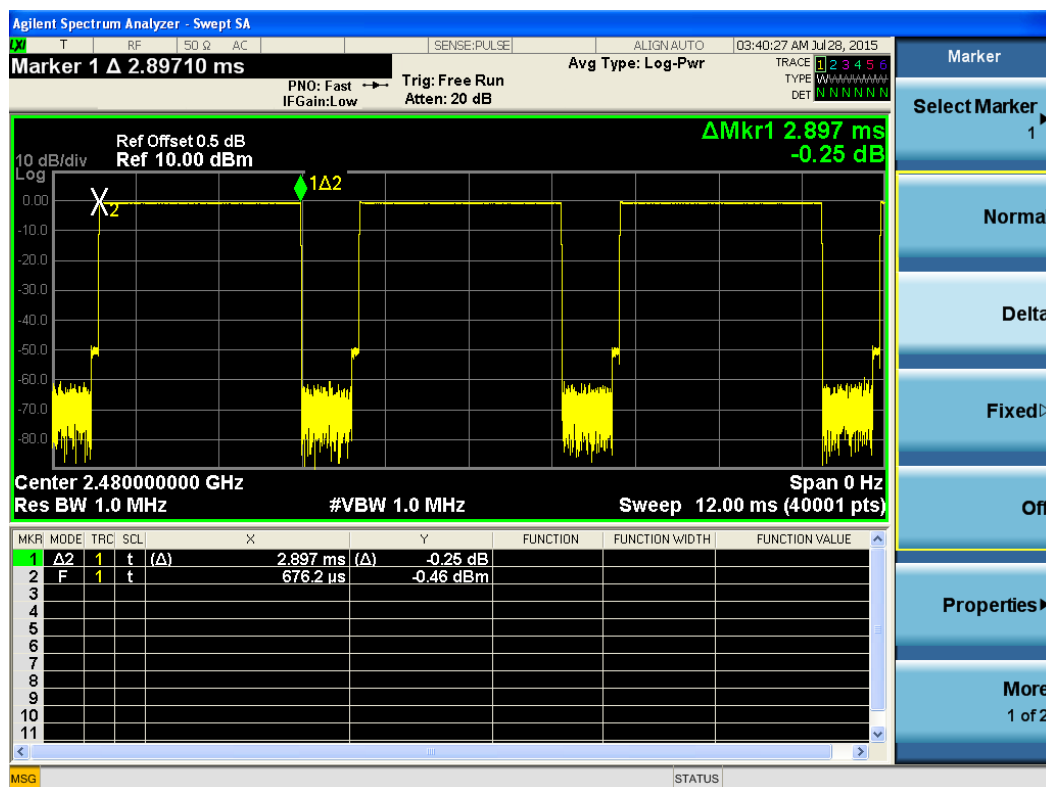 Agilent Spectrum Analyzer - Swept SA
LXI T RF 50 Ω AC SENSE:PULSE ALIGN AUTO 03:40:27 AM Jul 28, 2015
Marker 1 Δ 2.89710 ms
PNO: Fast
IFGain:Low
Trig: Free Run
Atten: 20 dB
Avg Type: Log-Pwr
TRACE 1 2 3 4 5 6
TYPE W
DET N N N N N N
Ref Offset 0.5 dB
10 dB/div Ref 10.00 dBm
Log
ΔMkr1 2.897 ms
-0.25 dB
1Δ2
2
0.00
-10.0
-20.0
-30.0
-40.0
-50.0
-60.0
-70.0
-80.0
Center 2.480000000 GHz Span 0 Hz
Res BW 1.0 MHz #VBW 1.0 MHz Sweep 12.00 ms (40001 pts)
MKR MODE TRC SCL X Y FUNCTION FUNCTION WIDTH FUNCTION VALUE
1 Δ2 1 t (Δ) 2.897 ms (Δ) -0.25 dB
2 F 1 t 676.2 µs -0.46 dBm
3
4
5
6
7
8
9
10
11
MSG STATUS
Marker
Select Marker
1
Norma
Delta
Fixed
Off
Properties
More
1 of 2